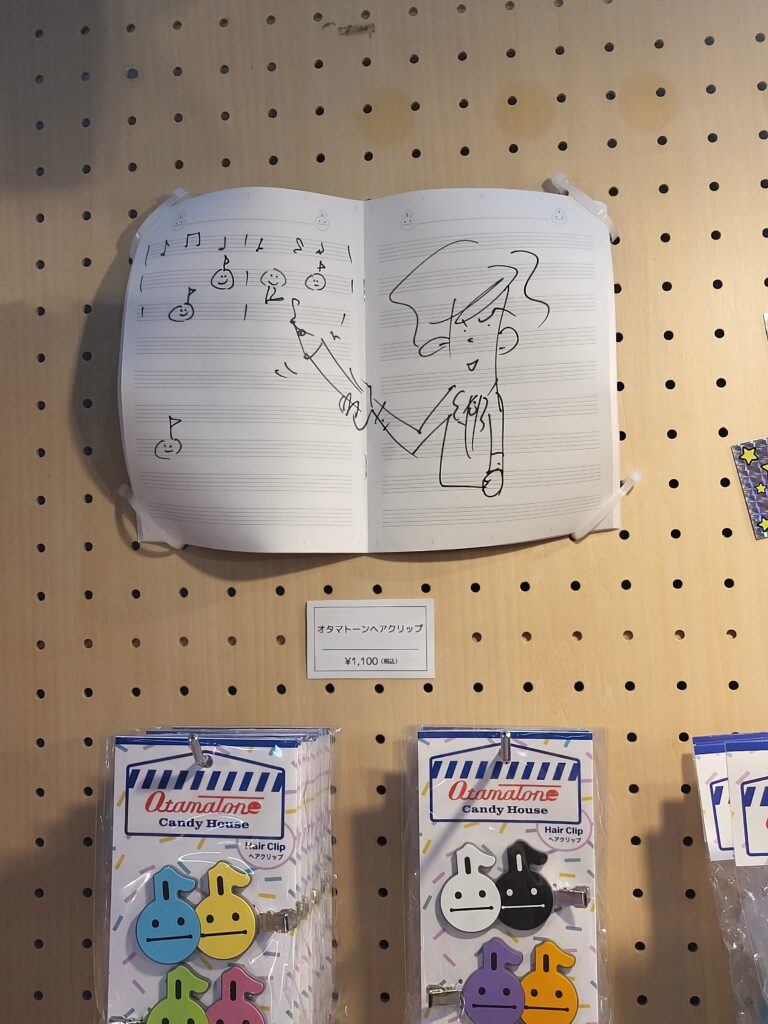 オタマトーンヘアクリップ
¥1,100 (税込)
Otamatone
Candy House
Hair Clip
ヘアクリップ
Otamatone
Candy House
Hair Clip
ヘアクリップ